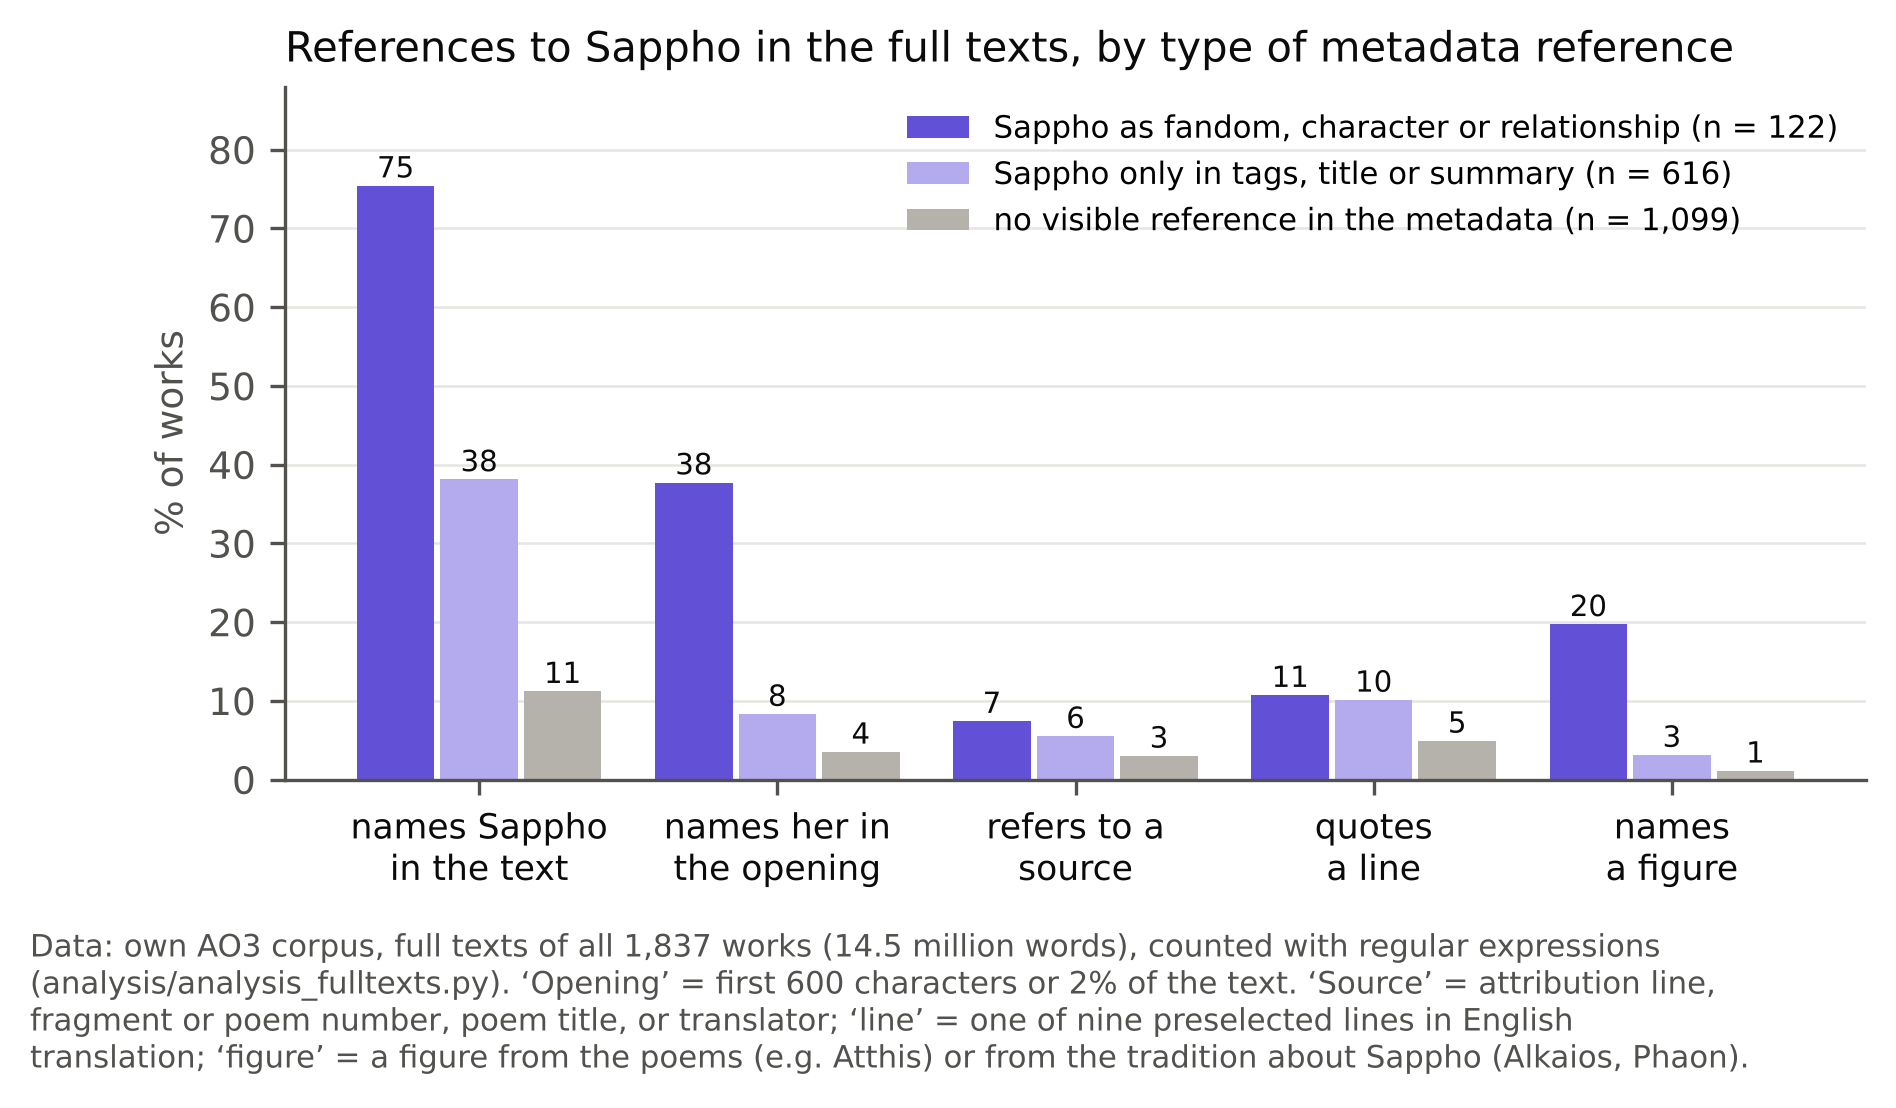 References to Sappho in the full texts, by type of metadata reference
Sappho as fandom, character or relationship (n = 122)
Sappho only in tags, title or summary (n = 616)
no visible reference in the metadata (n = 1,099)
% of works
80
70
60
50
40
30
20
10
0
75
38
11
38
8
4
7
6
3
11
10
5
20
3
1
names Sappho
in the text
names her in
the opening
refers to a
source
quotes
a line
names
a figure
Data: own AO3 corpus, full texts of all 1,837 works (14.5 million words), counted with regular expressions
(analysis/analysis_fulltexts.py). ‘Opening’ = first 600 characters or 2% of the text. ‘Source’ = attribution line,
fragment or poem number, poem title, or translator; ‘line’ = one of nine preselected lines in English
translation; ‘figure’ = a figure from the poems (e.g. Atthis) or from the tradition about Sappho (Alkaios, Phaon).